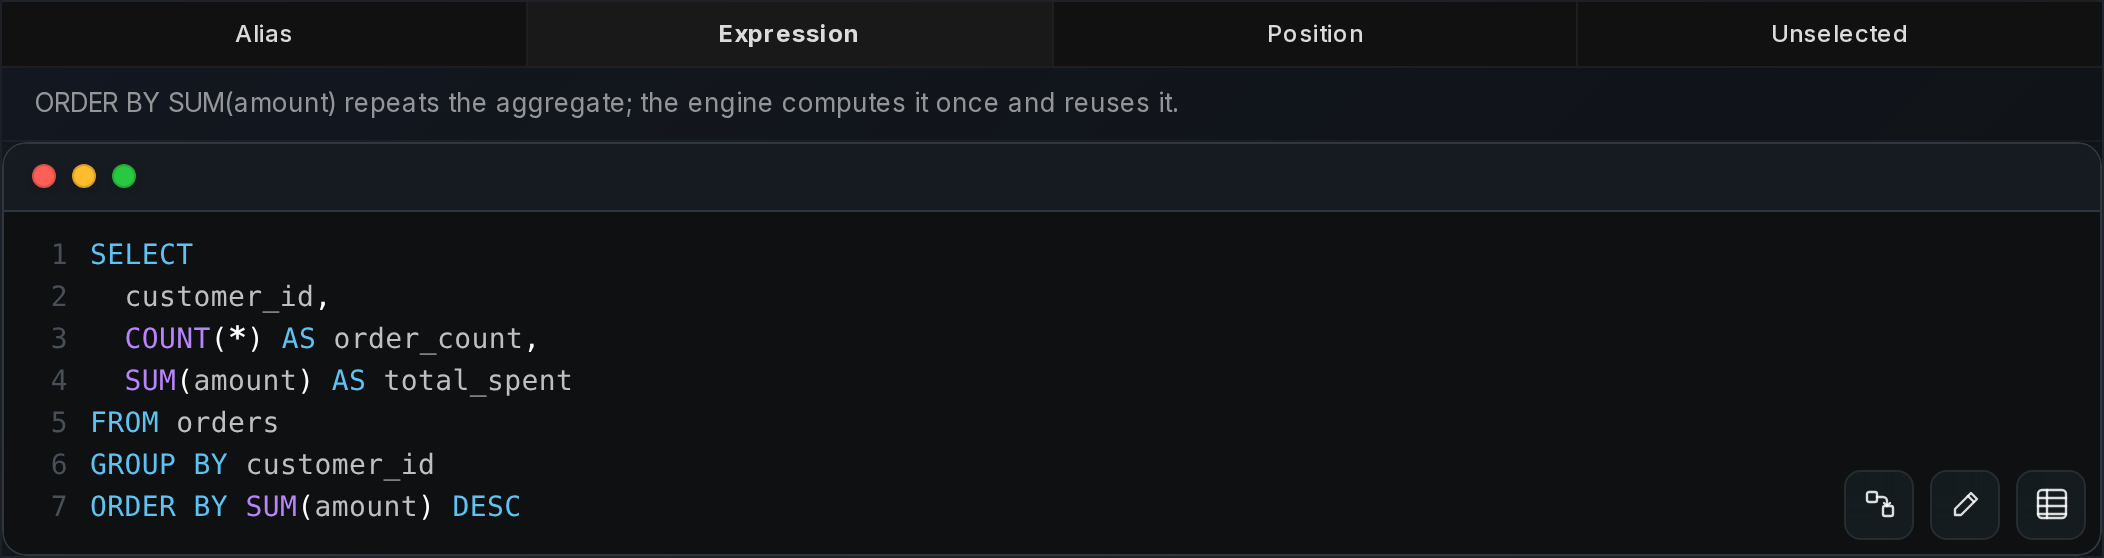 Alias
Expression
Position
Unselected
ORDER BY SUM(amount) repeats the aggregate; the engine computes it once and reuses it.
1 SELECT
2   customer_id,
3   COUNT(*) AS order_count,
4   SUM(amount) AS total_spent
5 FROM orders
6 GROUP BY customer_id
7 ORDER BY SUM(amount) DESC